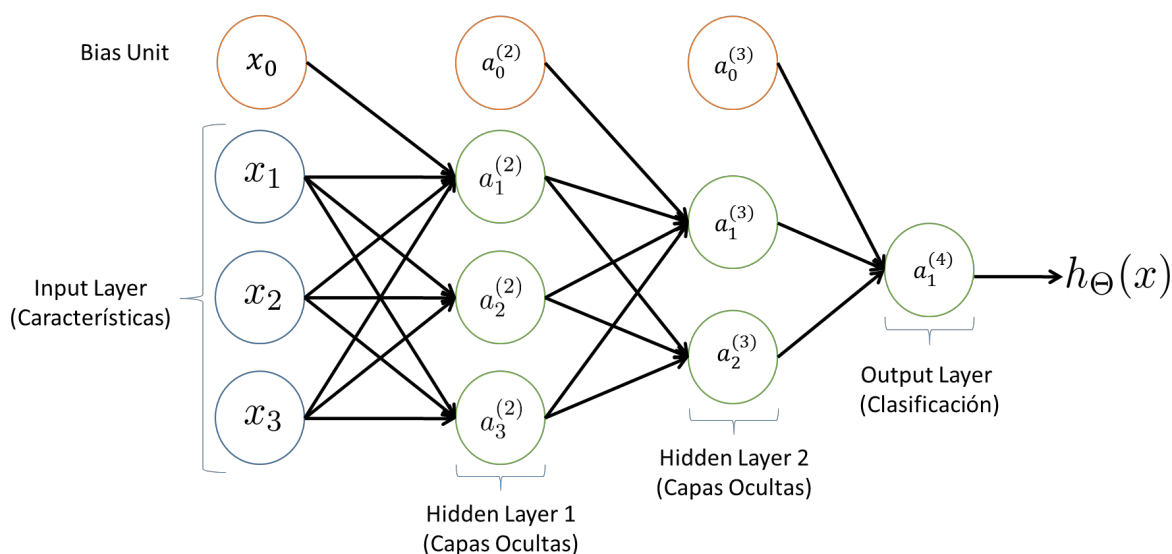 Bias Unit
x₀
a₀⁽²⁾
a₀⁽³⁾
x₁
a₁⁽²⁾
a₁⁽³⁾
x₂
a₂⁽²⁾
a₁⁽⁴⁾
h_Θ(x)
Input Layer
(Características)
a₂⁽³⁾
x₃
a₃⁽²⁾
Output Layer
(Clasificación)
Hidden Layer 2
(Capas Ocultas)
Hidden Layer 1
(Capas Ocultas)